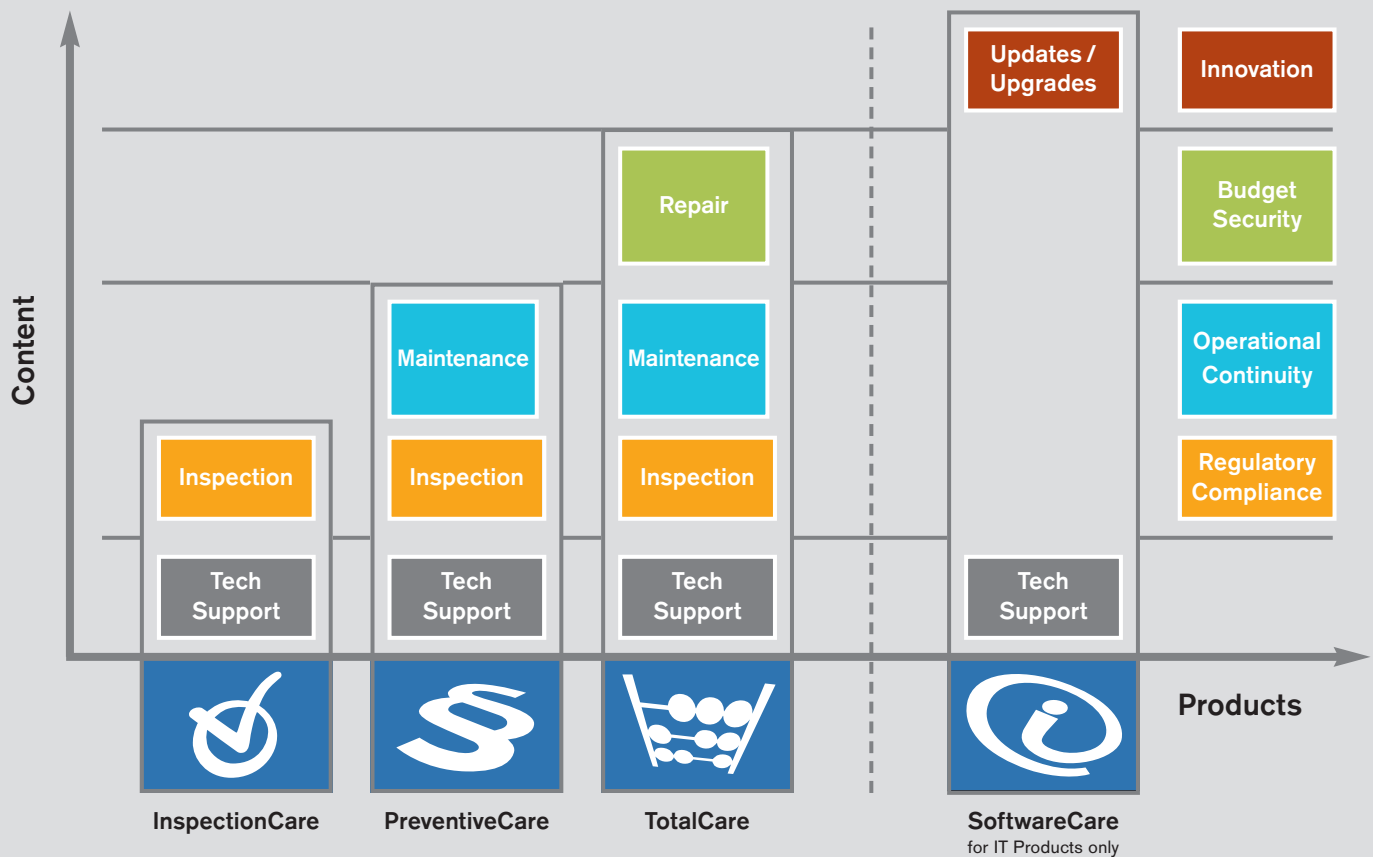 Updates /
Upgrades
Innovation
Repair
Budget
Security
Content
Maintenance
Maintenance
Operational
Continuity
Inspection
Inspection
Inspection
Regulatory
Compliance
Tech
Support
Tech
Support
Tech
Support
Tech
Support
Products
InspectionCare
PreventiveCare
TotalCare
SoftwareCare
for IT Products only